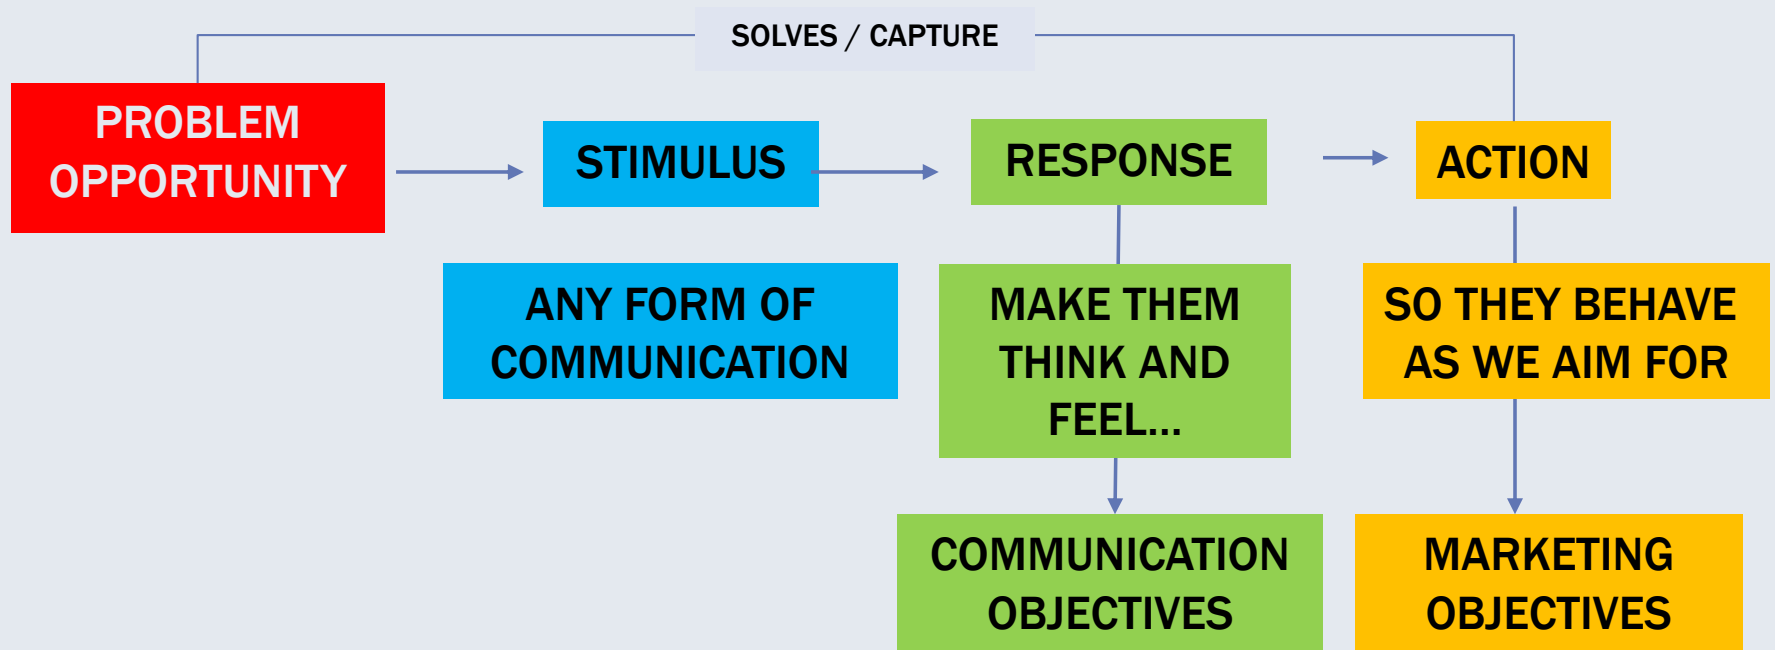 SOLVES / CAPTURE
PROBLEM
OPPORTUNITY
STIMULUS
RESPONSE
ACTION
ANY FORM OF
COMMUNICATION
MAKE THEM
THINK AND
FEEL...
SO THEY BEHAVE
AS WE AIM FOR
COMMUNICATION
OBJECTIVES
MARKETING
OBJECTIVES